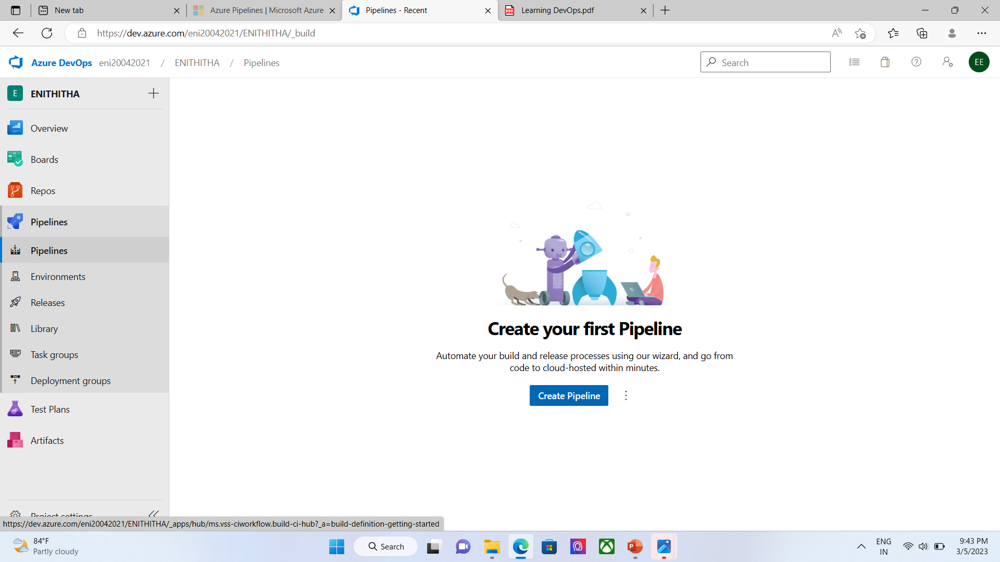 New tab
Azure Pipelines | Microsoft Azure
Pipelines - Recent
PDF
Learning DevOps.pdf
https://dev.azure.com/eni20042021/ENITHITHA/_build
Azure DevOps eni20042021 / ENITHITHA / Pipelines
Search
EE
E ENITHITHA
Overview
Boards
Repos
Pipelines
Pipelines
Environments
Releases
Library
Task groups
Deployment groups
Test Plans
Artifacts
Project settings
Create your first Pipeline
Automate your build and release processes using our wizard, and go from
code to cloud-hosted within minutes.
Create Pipeline
https://dev.azure.com/eni20042021/ENITHITHA/_apps/hub/ms.vss-ciworkflow.build-ci-hub?_a=build-definition-getting-started
84°F
Partly cloudy
Search
P
ENG
IN
9:43 PM
3/5/2023